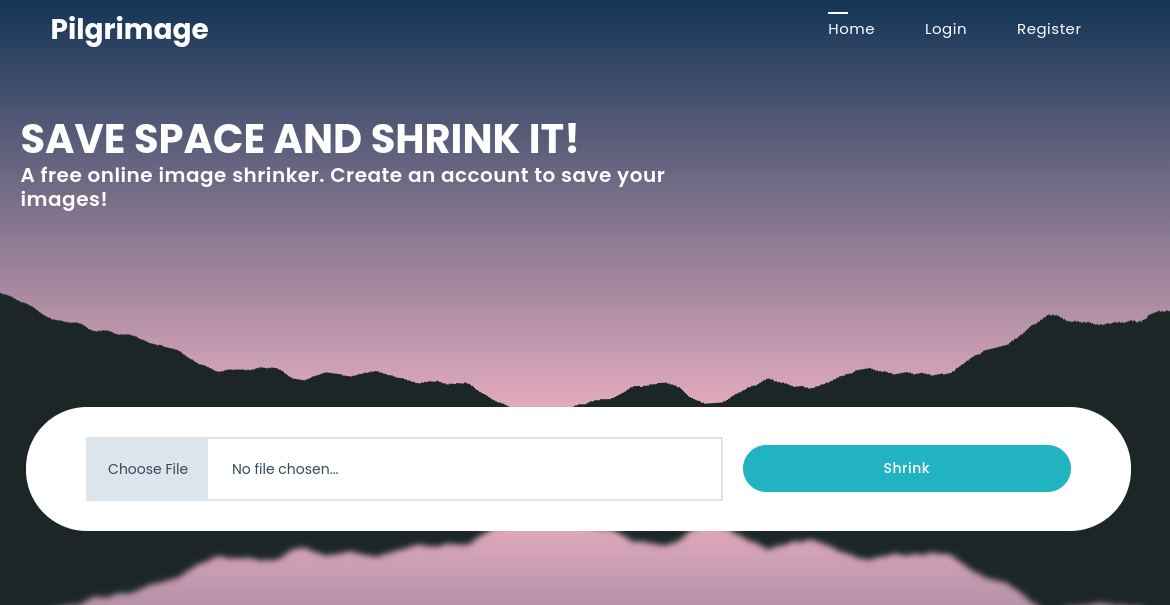 Pilgrimage
Home Login Register
SAVE SPACE AND SHRINK IT!
A free online image shrinker. Create an account to save your
images!
Choose File No file chosen... Shrink